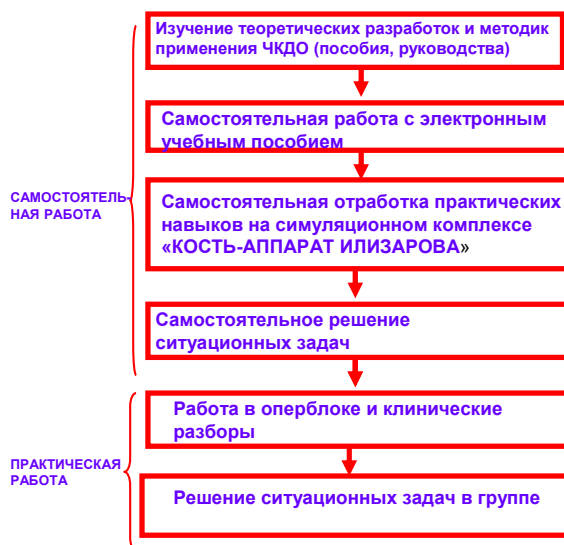 Изучение теоретических разработок и методик
применения ЧКДО (пособия, руководства)
Самостоятельная работа с электронным
учебным пособием
САМОСТОЯТЕЛЬ-
НАЯ РАБОТА
Самостоятельная отработка практических
навыков на симуляционном комплексе
«КОСТЬ-АППАРАТ ИЛИЗАРОВА»
Самостоятельное решение
ситуационных задач
Работа в оперблоке и клинические
разборы
ПРАКТИЧЕСКАЯ
РАБОТА
Решение ситуационных задач в группе